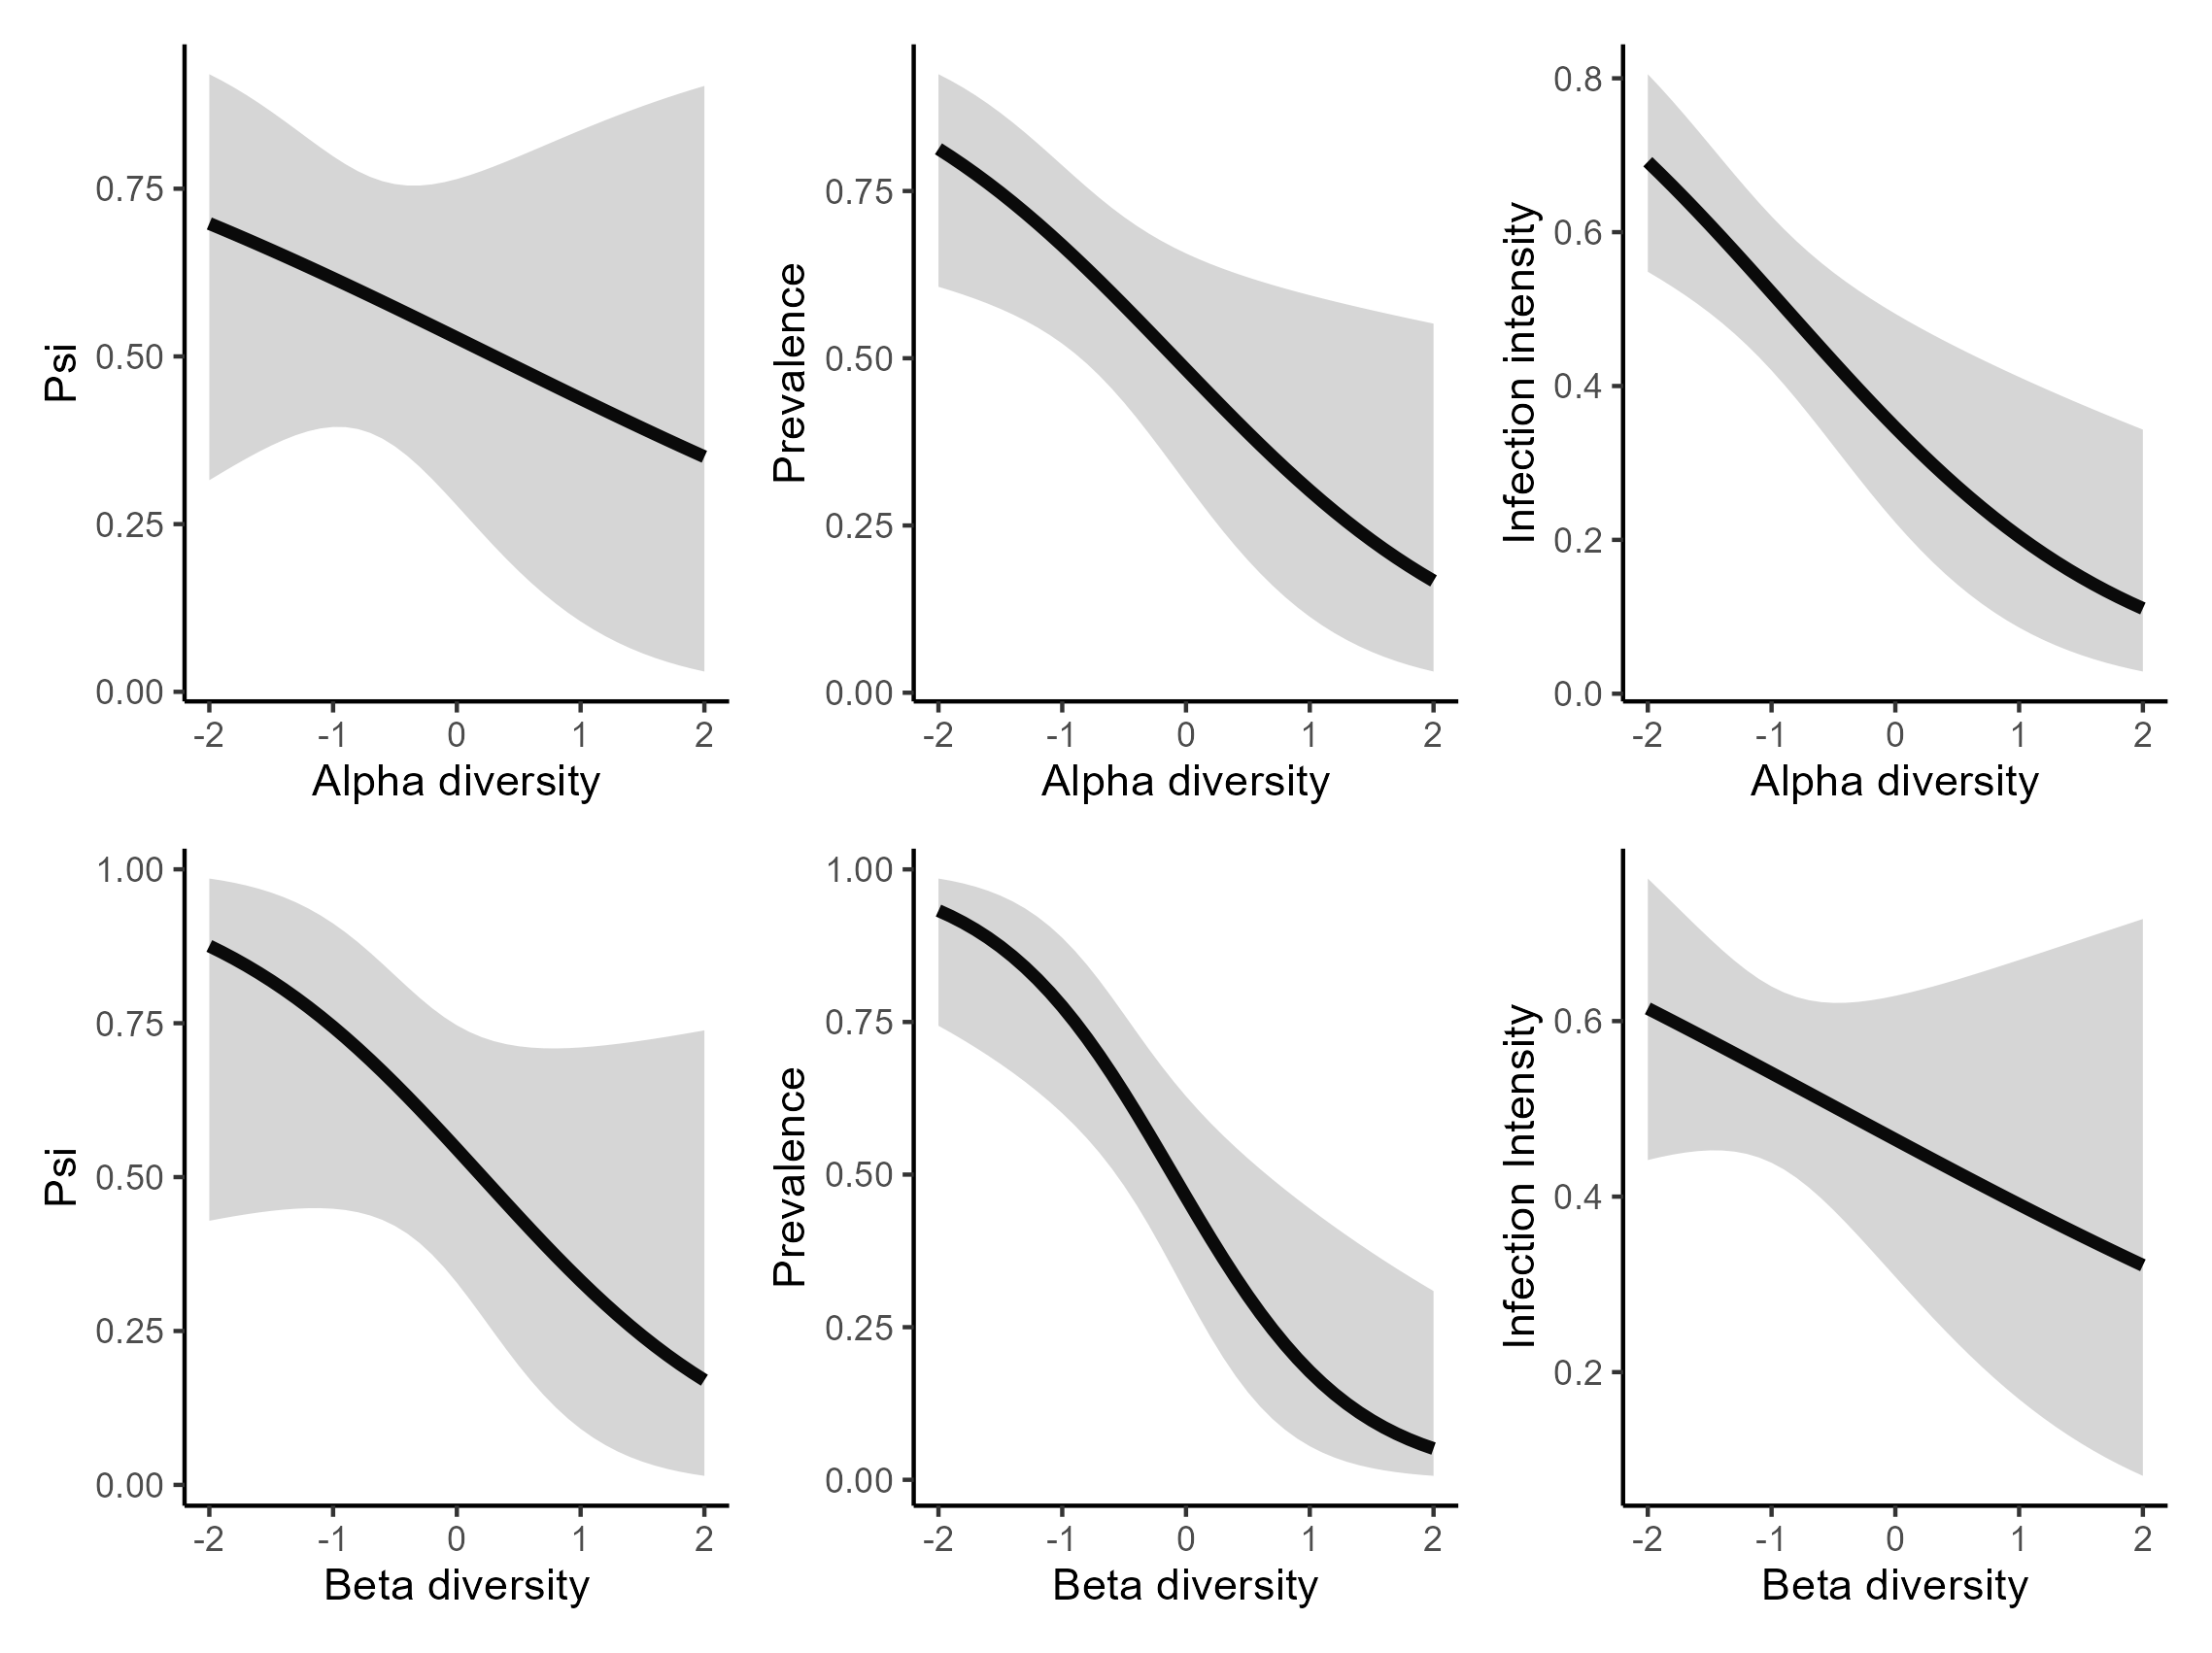 Psi
0.75
0.50
0.25
0.00
-2 -1 0 1 2
Alpha diversity
Prevalence
0.75
0.50
0.25
0.00
-2 -1 0 1 2
Alpha diversity
Infection intensity
0.8
0.6
0.4
0.2
0.0
-2 -1 0 1 2
Alpha diversity
Psi
1.00
0.75
0.50
0.25
0.00
-2 -1 0 1 2
Beta diversity
Prevalence
1.00
0.75
0.50
0.25
0.00
-2 -1 0 1 2
Beta diversity
Infection Intensity
0.6
0.4
0.2
-2 -1 0 1 2
Beta diversity